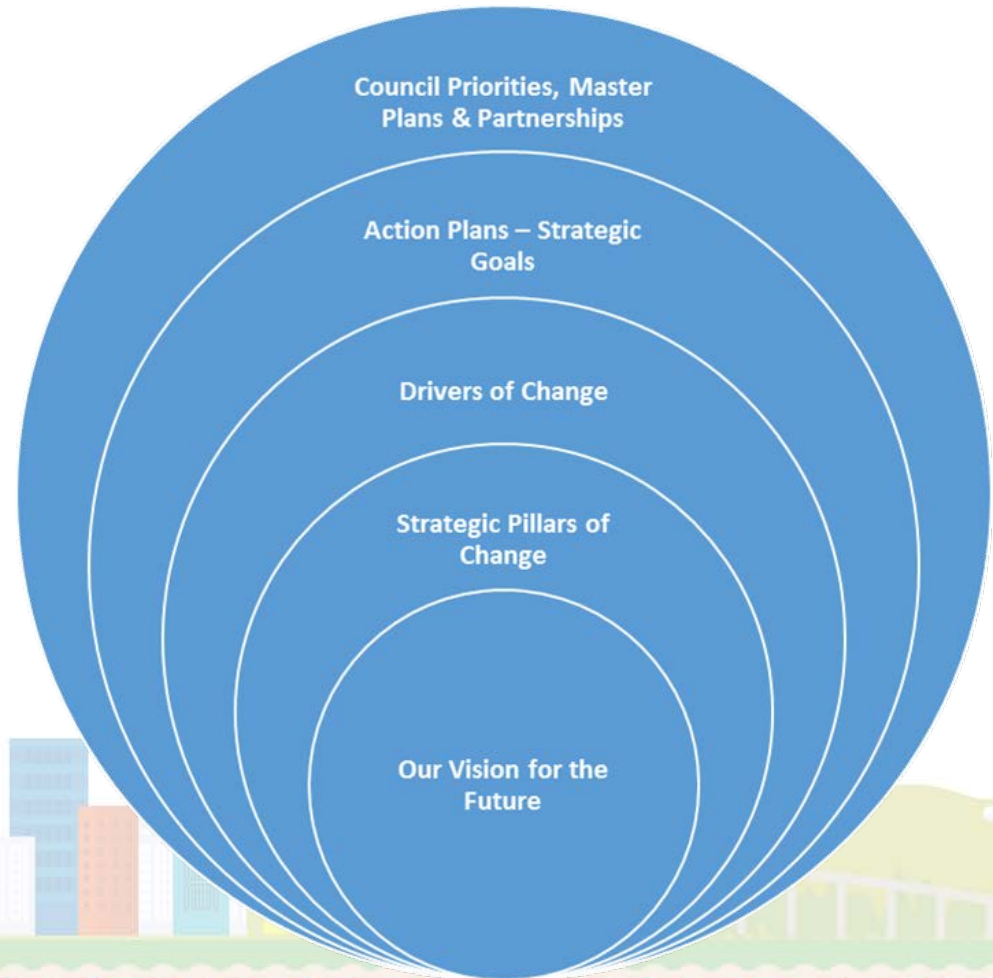 Council Priorities, Master
Plans & Partnerships
Action Plans – Strategic
Goals
Drivers of Change
Strategic Pillars of
Change
Our Vision for the
Future